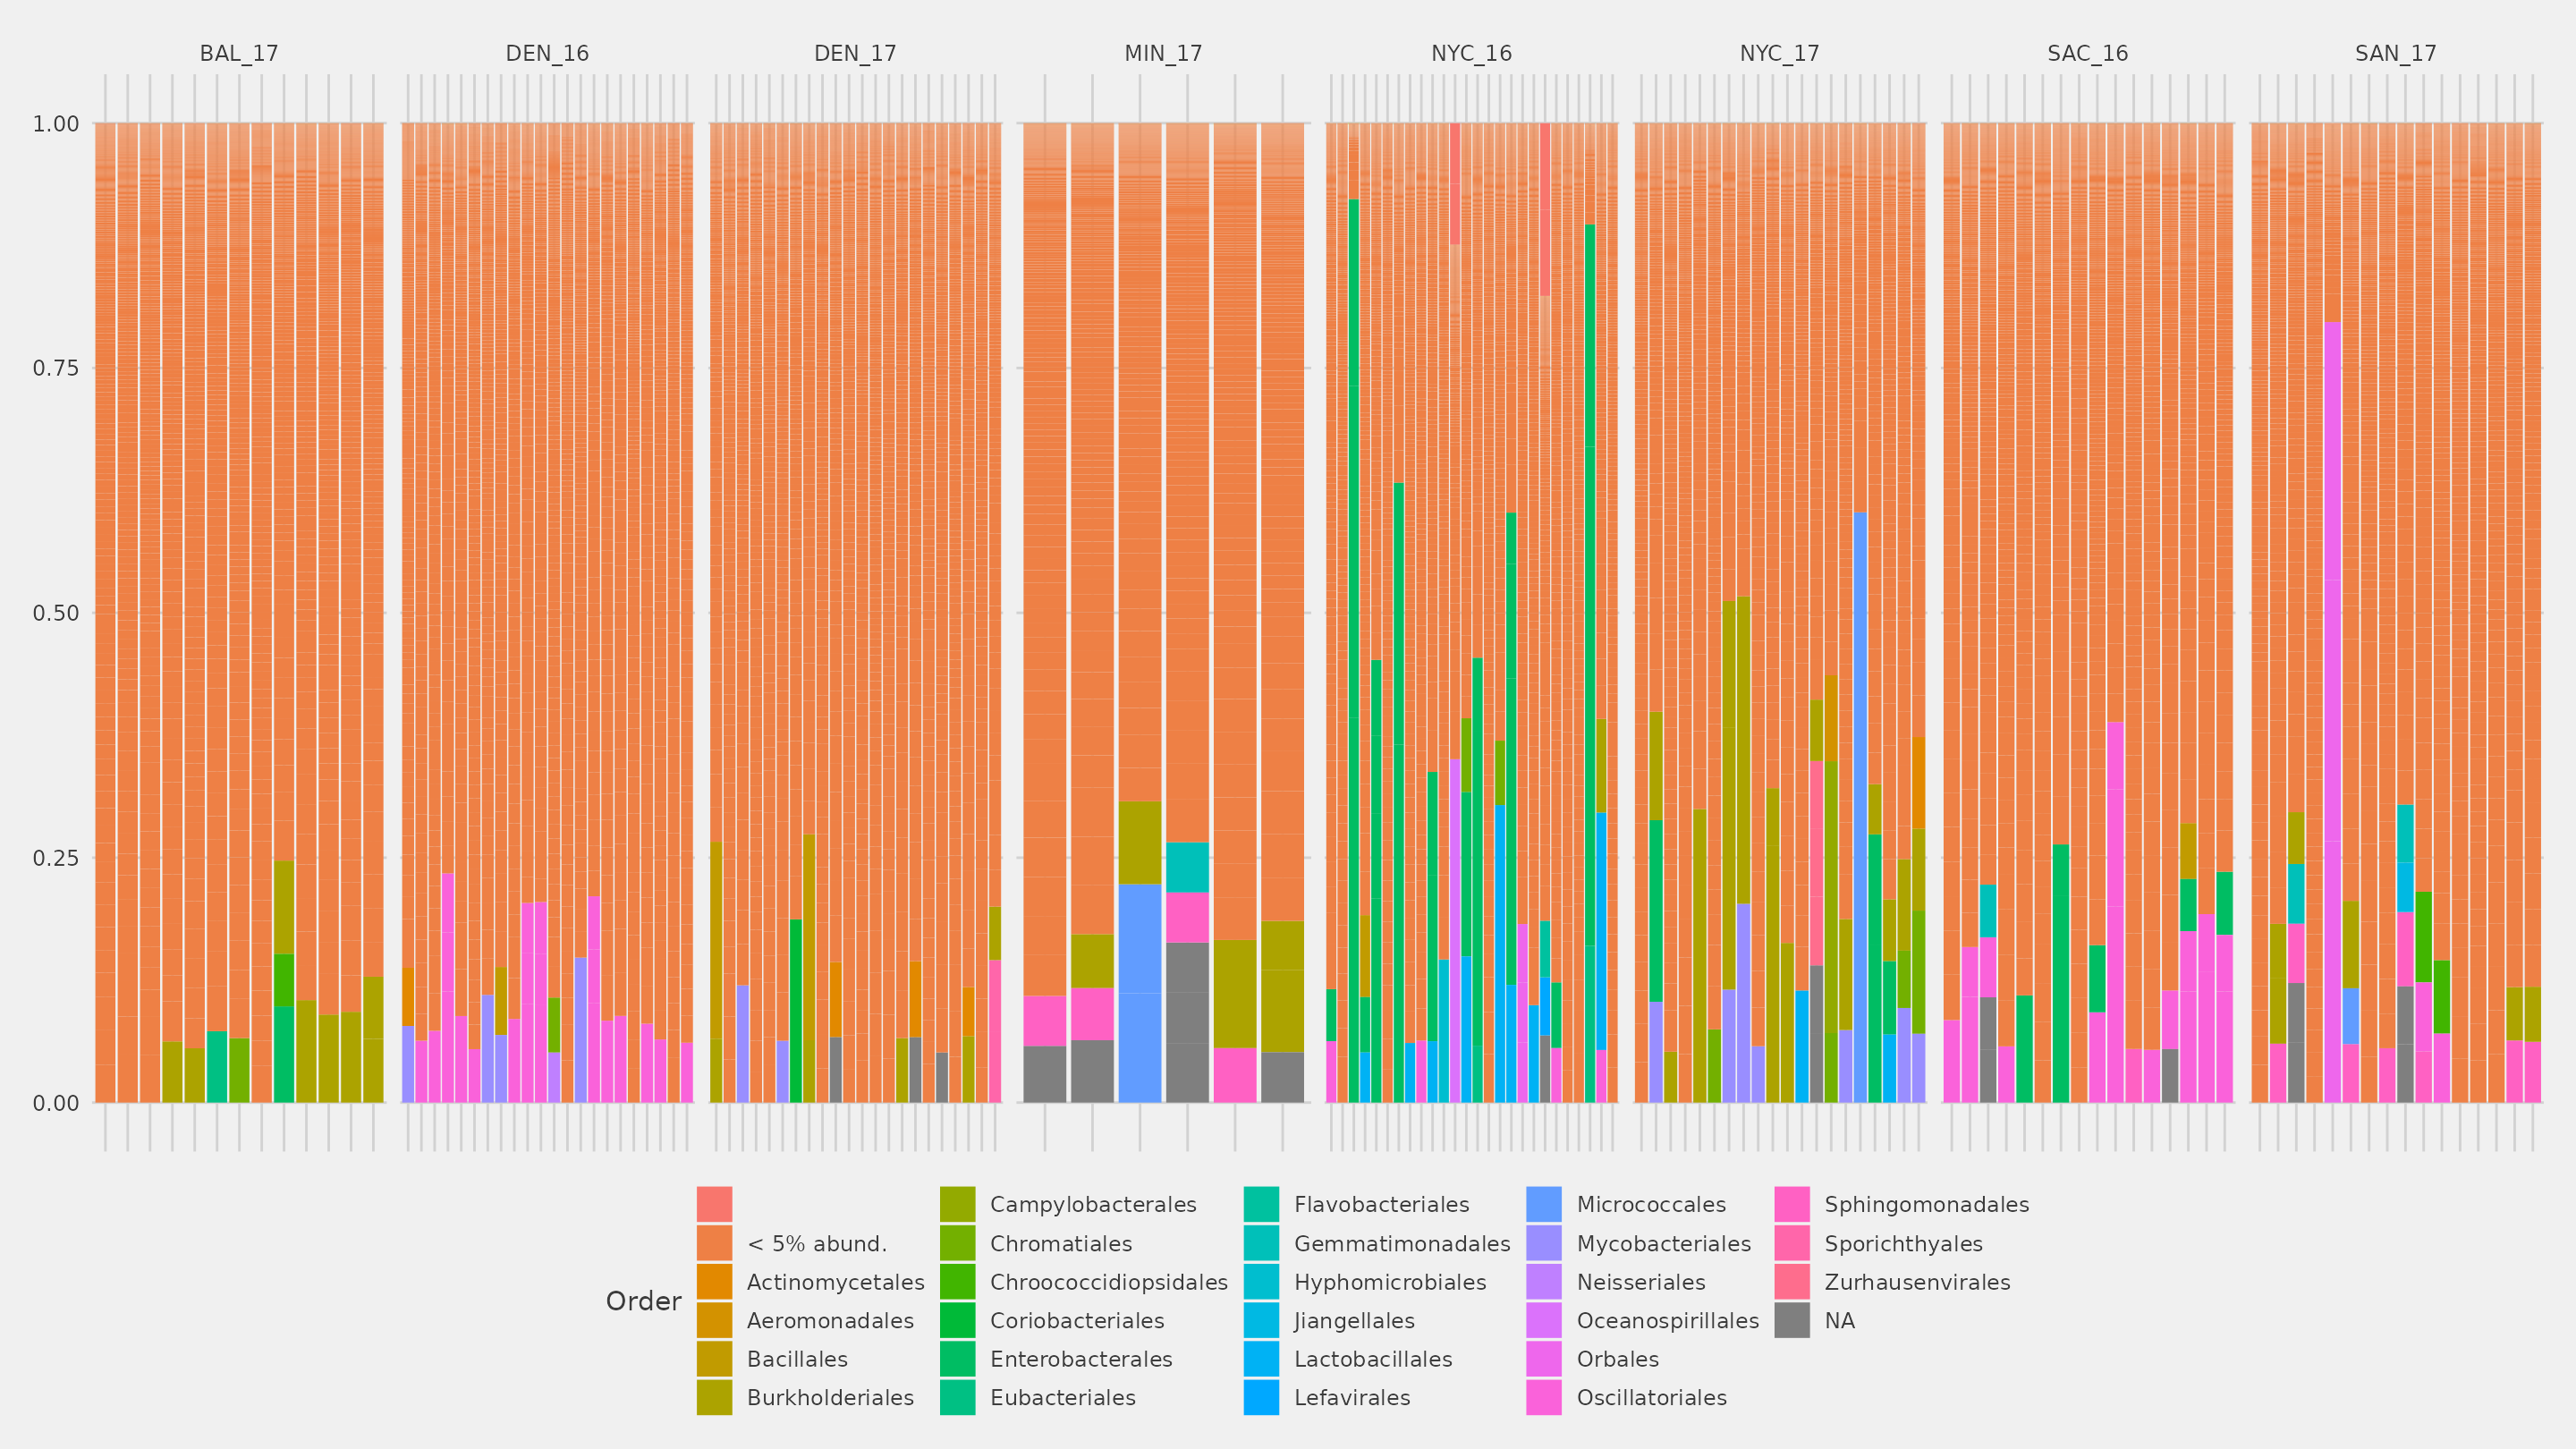 BAL_17 DEN_16 DEN_17 MIN_17 NYC_16 NYC_17 SAC_16 SAN_17
1.00
0.75
0.50
0.25
0.00
Order
< 5% abund.
Actinomycetales
Aeromonadales
Bacillales
Burkholderiales
Campylobacterales
Chromatiales
Chroococcidiopsidales
Coriobacteriales
Enterobacterales
Eubacteriales
Flavobacteriales
Gemmatimonadales
Hyphomicrobiales
Jiangellales
Lactobacillales
Lefavirales
Micrococcales
Mycobacteriales
Neisseriales
Oceanospirillales
Orbales
Oscillatoriales
Sphingomonadales
Sporichthyales
Zurhausenvirales
NA